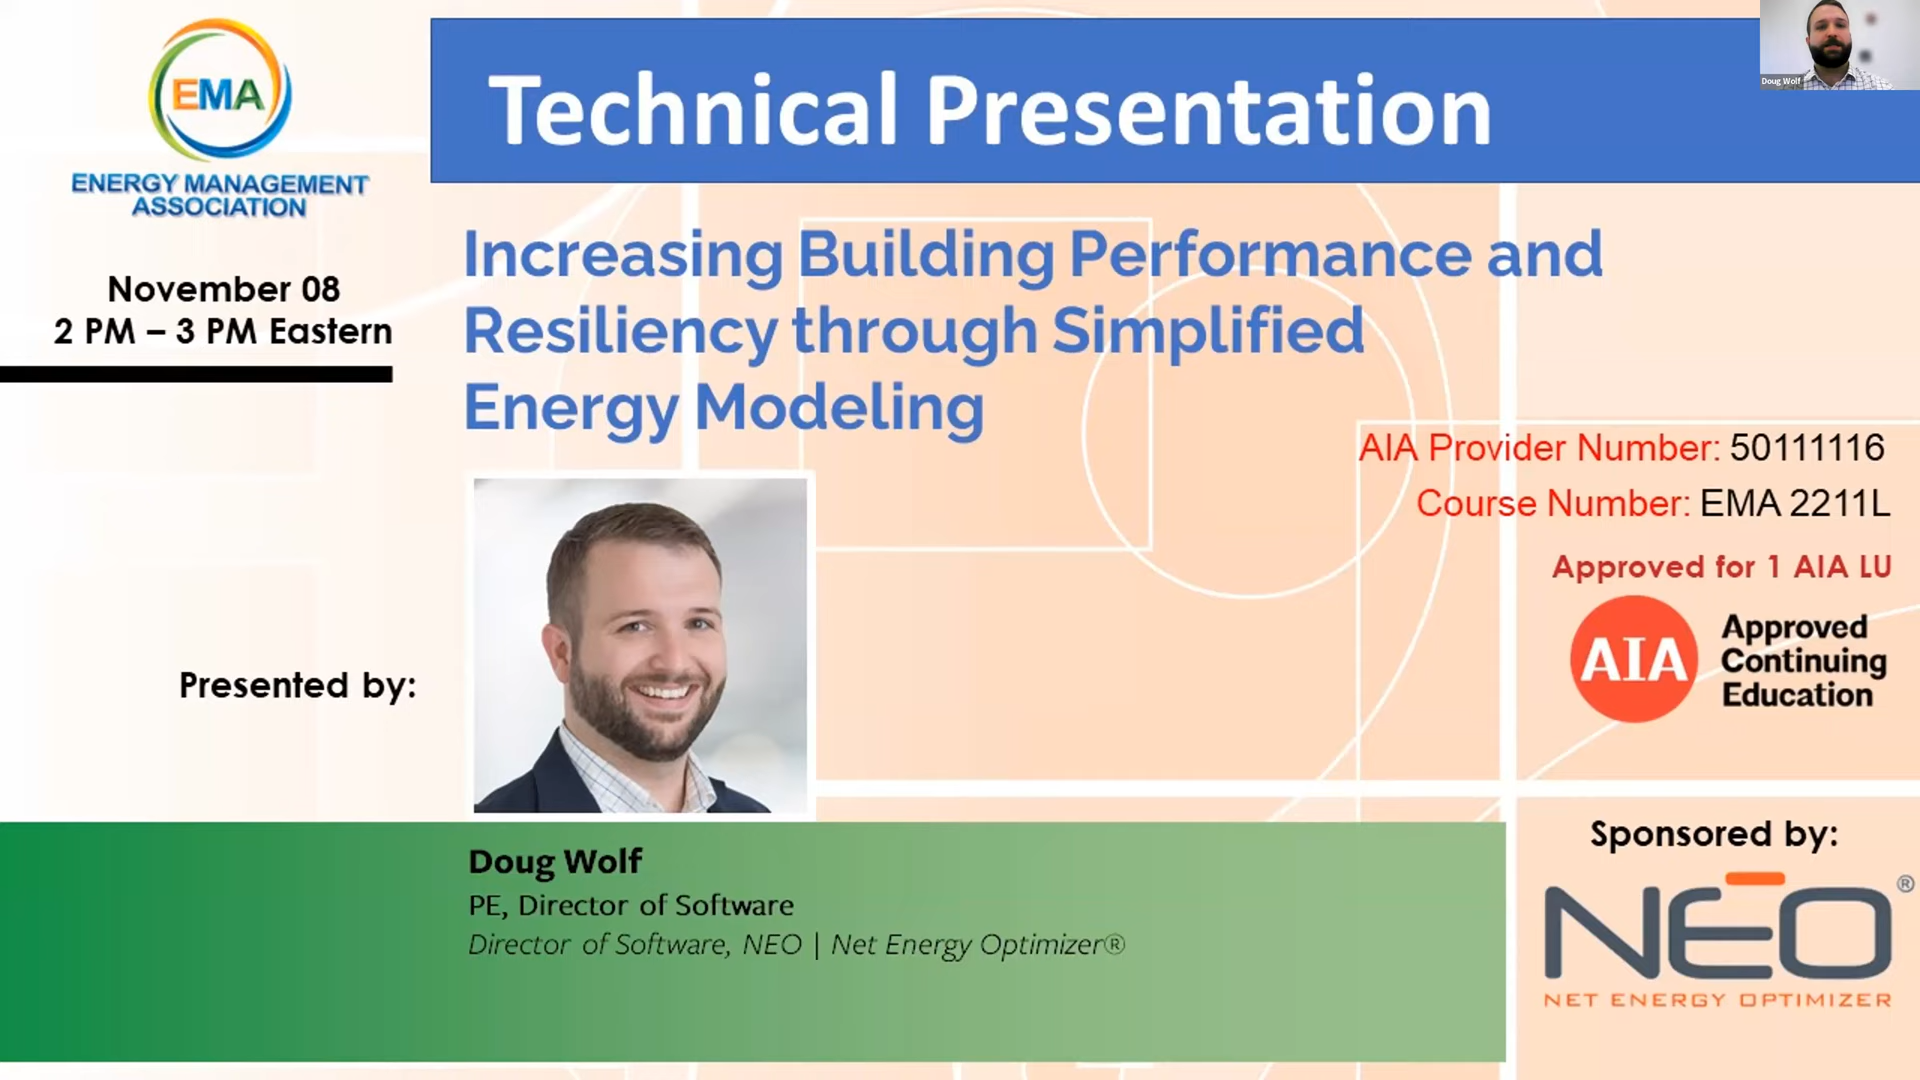 EMA
ENERGY MANAGEMENT
ASSOCIATION
November 08
2 PM – 3 PM Eastern
Technical Presentation
Doug Wolf
Increasing Building Performance and
Resiliency through Simplified
Energy Modeling
AIA Provider Number: 50111116
Course Number: EMA 2211L
Approved for 1 AIA LU
AIA
Approved
Continuing
Education
Presented by:
Doug Wolf
PE, Director of Software
Director of Software, NEO | Net Energy Optimizer®
Sponsored by:
NEO®
NET ENERGY OPTIMIZER